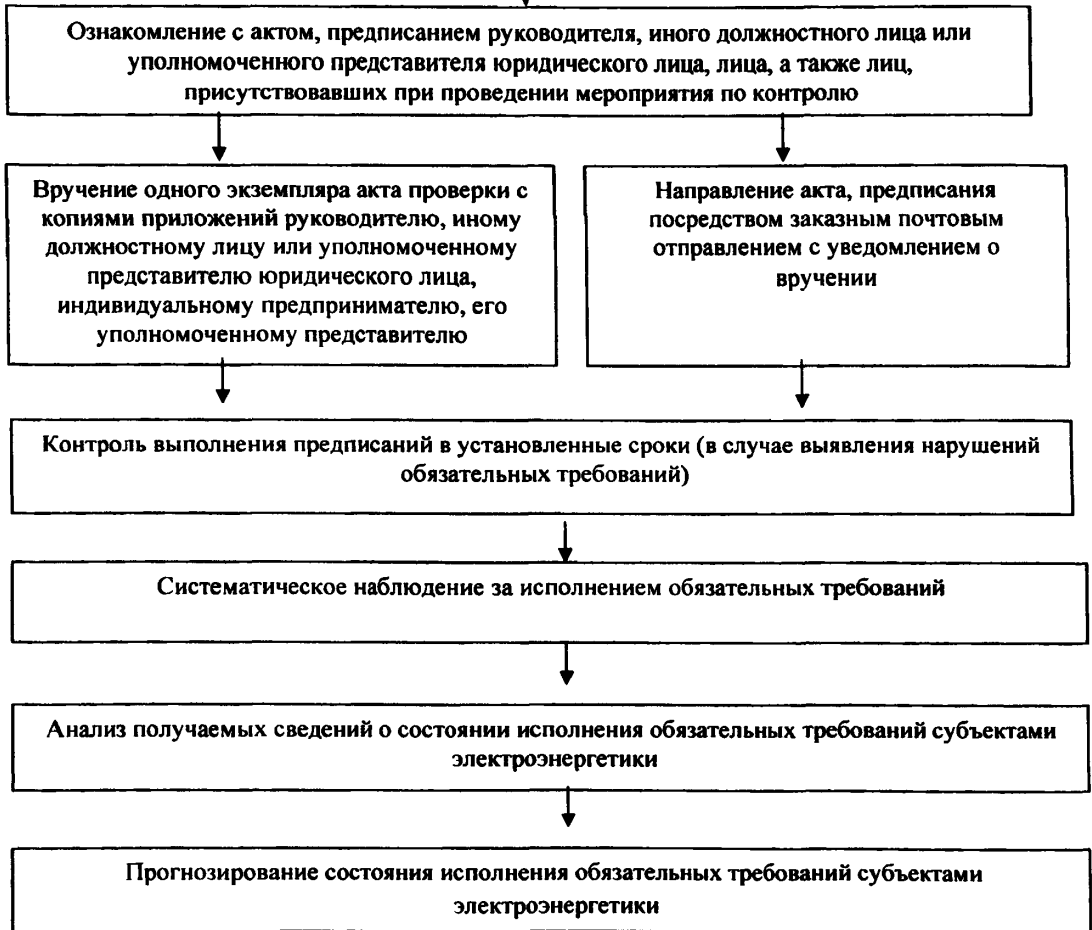 Ознакомление с актом, предписанием руководителя, иного должностного лица или
уполномоченного представителя юридического лица, лица, а также лиц,
присутствовавших при проведении мероприятия по контролю
Вручение одного экземпляра акта проверки с
копиями приложений руководителю, иному
должностному лицу или уполномоченному
представителю юридического лица,
индивидуальному предпринимателю, его
уполномоченному представителю
Направление акта, предписания
посредством заказным почтовым
отправлением с уведомлением о
вручении
Контроль выполнения предписаний в установленные сроки (в случае выявления нарушений
обязательных требований)
Систематическое наблюдение за исполнением обязательных требований
Анализ получаемых сведений о состоянии исполнения обязательных требований субъектами
электроэнергетики
Прогнозирование состояния исполнения обязательных требований субъектами
электроэнергетики